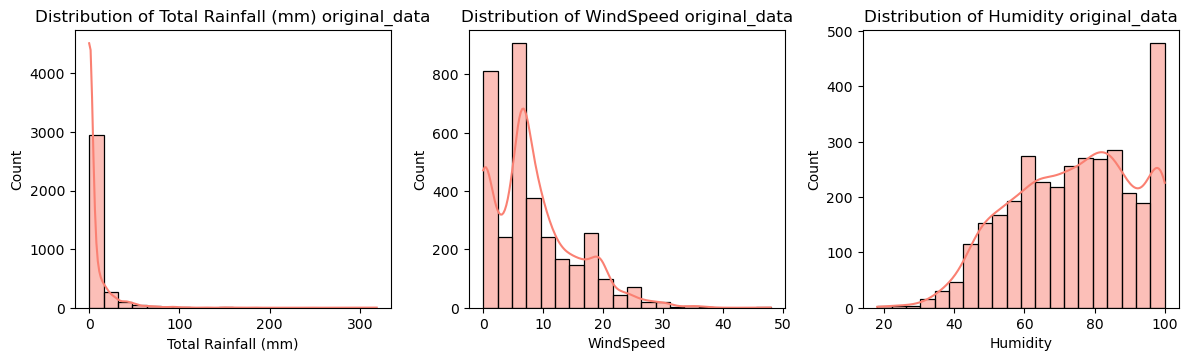 Distribution of Total Rainfall (mm) original_data
4000
3000
2000
1000
0
Count
0 100 200 300
Total Rainfall (mm)
Distribution of WindSpeed original_data
800
600
400
200
0
Count
0 10 20 30 40 50
WindSpeed
Distribution of Humidity original_data
500
400
300
200
100
0
Count
20 40 60 80 100
Humidity